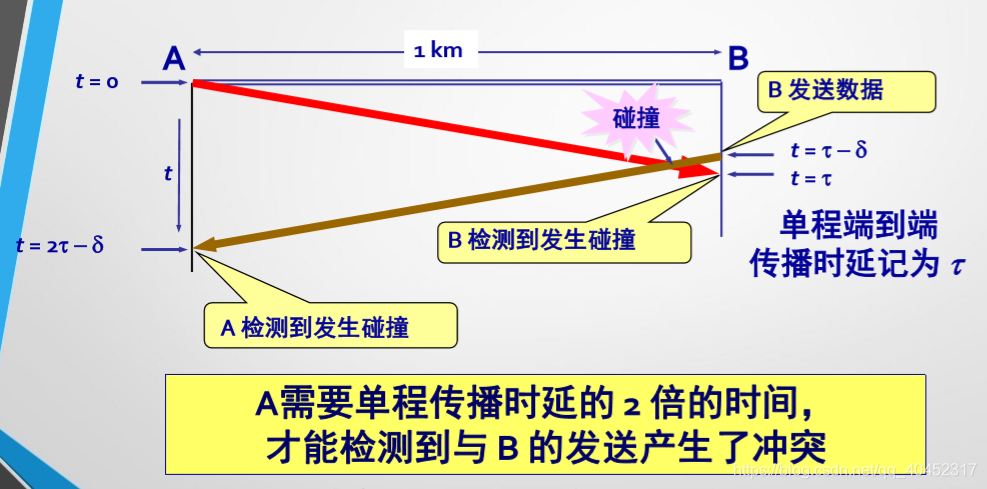 1 km
A
B
t = 0
B 发送数据
碰撞
t = τ – δ
t = τ
t
B 检测到发生碰撞
单程端到端
传播时延记为 τ
t = 2τ – δ
A 检测到发生碰撞
A需要单程传播时延的 2 倍的时间，
才能检测到与 B 的发送产生了冲突
https://blog.csdn.net/qq_40452317